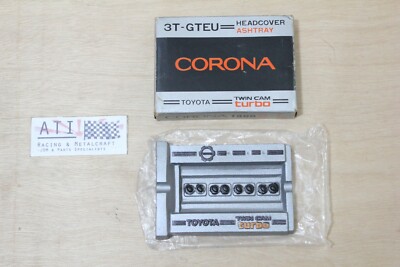 3T-GTEU
HEADCOVER
ASHTRAY
CORONA
TOYOTA
TWIN CAM
turbo
ATI
RACING & METALCRAFT
TOYOTA
TWIN CAM
turbo